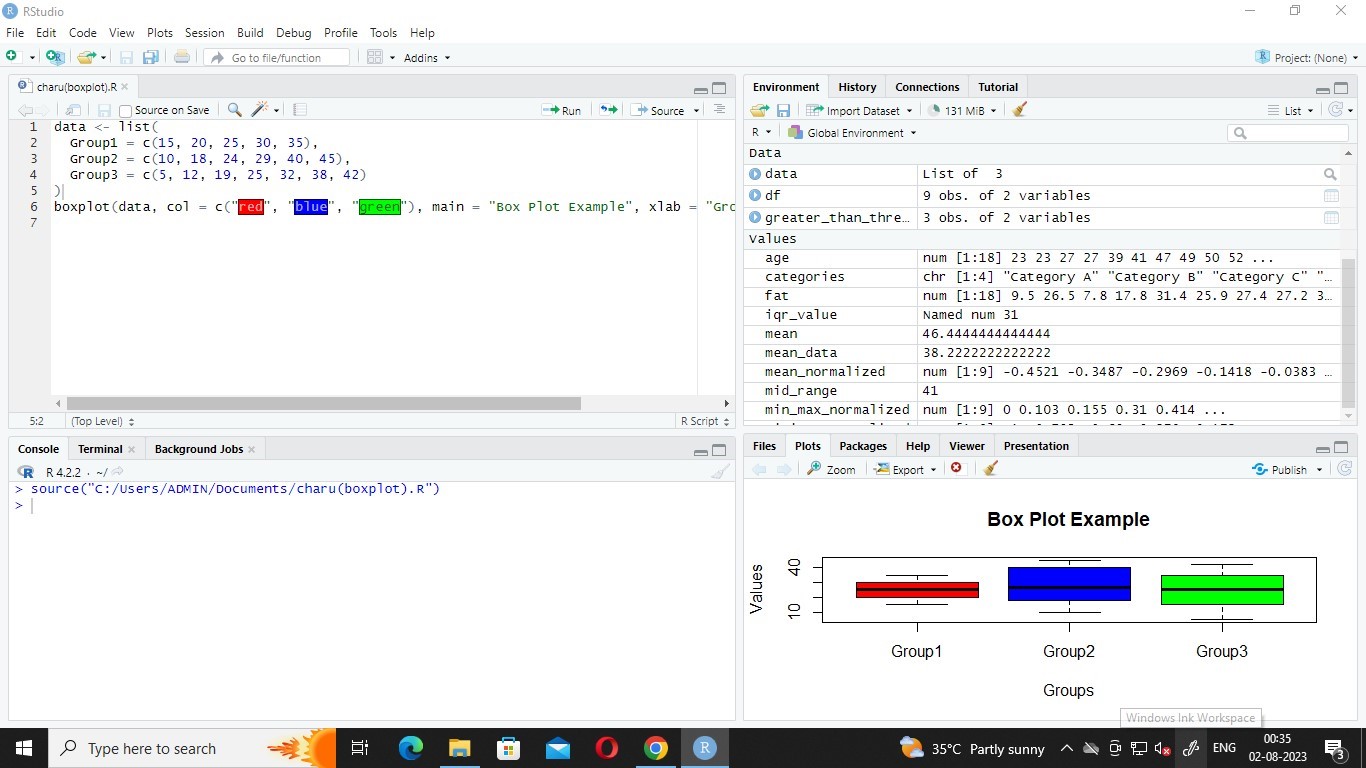 RStudio
File Edit Code View Plots Session Build Debug Profile Tools Help
Go to file/function Addins Project: (None)
charu(boxplot).R
Source on Save Run Source
1 data <- list(
2 Group1 = c(15, 20, 25, 30, 35),
3 Group2 = c(10, 18, 24, 29, 40, 45),
4 Group3 = c(5, 12, 19, 25, 32, 38, 42)
5 )
6 boxplot(data, col = c("red", "blue", "green"), main = "Box Plot Example", xlab = "Gro
7
5:2 (Top Level) R Script
Console Terminal Background Jobs
R 4.2.2 · ~/
> source("C:/Users/ADMIN/Documents/charu(boxplot).R")
>
Environment History Connections Tutorial
Import Dataset 131 MiB List
R Global Environment
Data
data List of 3
df 9 obs. of 2 variables
greater_than_thre... 3 obs. of 2 variables
Values
age num [1:18] 23 23 27 27 39 41 47 49 50 52 ...
categories chr [1:4] "Category A" "Category B" "Category C" "...
fat num [1:18] 9.5 26.5 7.8 17.8 31.4 25.9 27.4 27.2 3...
iqr_value Named num 31
mean 46.4444444444444
mean_data 38.2222222222222
mean_normalized num [1:9] -0.4521 -0.3487 -0.2969 -0.1418 -0.0383 ...
mid_range 41
min_max_normalized num [1:9] 0 0.103 0.155 0.31 0.414 ...
Files Plots Packages Help Viewer Presentation
Zoom Export Publish
Box Plot Example
Values
40
10
Group1 Group2 Group3
Groups
Windows Ink Workspace
Type here to search
35°C Partly sunny
ENG
00:35
02-08-2023
3